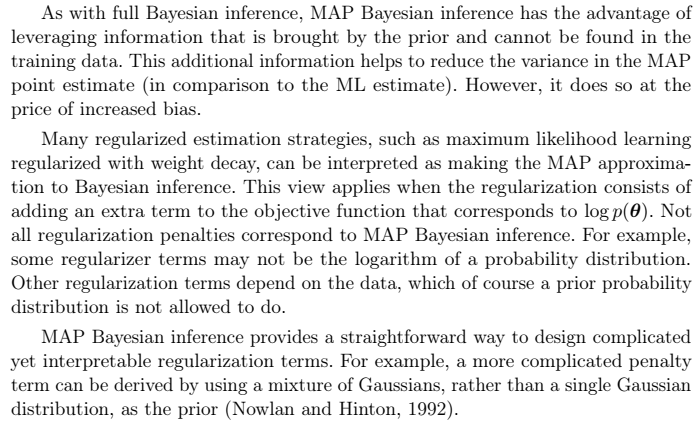 As with full Bayesian inference, MAP Bayesian inference has the advantage of
leveraging information that is brought by the prior and cannot be found in the
training data. This additional information helps to reduce the variance in the MAP
point estimate (in comparison to the ML estimate). However, it does so at the
price of increased bias.
Many regularized estimation strategies, such as maximum likelihood learning
regularized with weight decay, can be interpreted as making the MAP approxima-
tion to Bayesian inference. This view applies when the regularization consists of
adding an extra term to the objective function that corresponds to log p(θ). Not
all regularization penalties correspond to MAP Bayesian inference. For example,
some regularizer terms may not be the logarithm of a probability distribution.
Other regularization terms depend on the data, which of course a prior probability
distribution is not allowed to do.
MAP Bayesian inference provides a straightforward way to design complicated
yet interpretable regularization terms. For example, a more complicated penalty
term can be derived by using a mixture of Gaussians, rather than a single Gaussian
distribution, as the prior (Nowlan and Hinton, 1992).